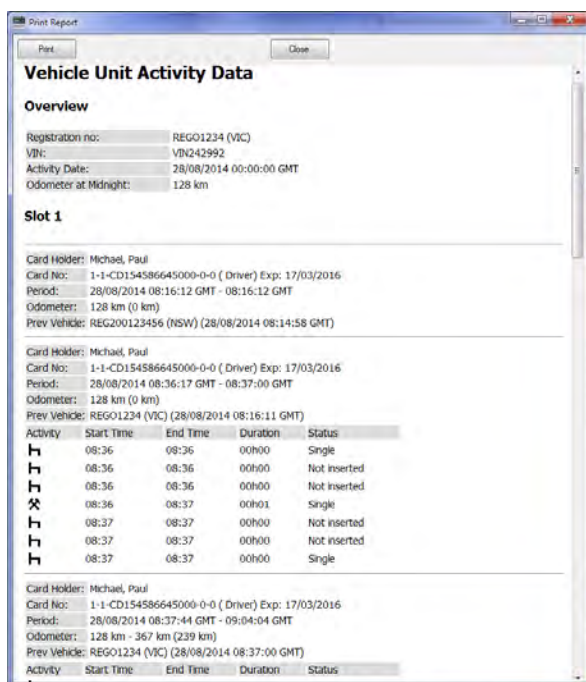 Print Report
Print Close
Vehicle Unit Activity Data
Overview
Registration no: REGO1234 (VIC)
VIN: VIN242992
Activity Date: 28/08/2014 00:00:00 GMT
Odometer at Midnight: 128 km
Slot 1
Card Holder: Michael, Paul
Card No: 1-1-CD154586645000-0-0 ( Driver) Exp: 17/03/2016
Period: 28/08/2014 08:16:12 GMT - 08:16:12 GMT
Odometer: 128 km (0 km)
Prev Vehicle: REG200123456 (NSW) (28/08/2014 08:14:58 GMT)
Card Holder: Michael, Paul
Card No: 1-1-CD154586645000-0-0 ( Driver) Exp: 17/03/2016
Period: 28/08/2014 08:36:17 GMT - 08:37:00 GMT
Odometer: 128 km (0 km)
Prev Vehicle: REGO1234 (VIC) (28/08/2014 08:16:11 GMT)
Activity Start Time End Time Duration Status
08:36 08:36 00h00 Single
08:36 08:36 00h00 Not inserted
08:36 08:36 00h00 Not inserted
08:36 08:37 00h01 Single
08:37 08:37 00h00 Not inserted
08:37 08:37 00h00 Not inserted
08:37 08:37 00h00 Single
Card Holder: Michael, Paul
Card No: 1-1-CD154586645000-0-0 ( Driver) Exp: 17/03/2016
Period: 28/08/2014 08:37:44 GMT - 09:04:04 GMT
Odometer: 128 km - 367 km (239 km)
Prev Vehicle: REGO1234 (VIC) (28/08/2014 08:37:00 GMT)
Activity Start Time End Time Duration Status